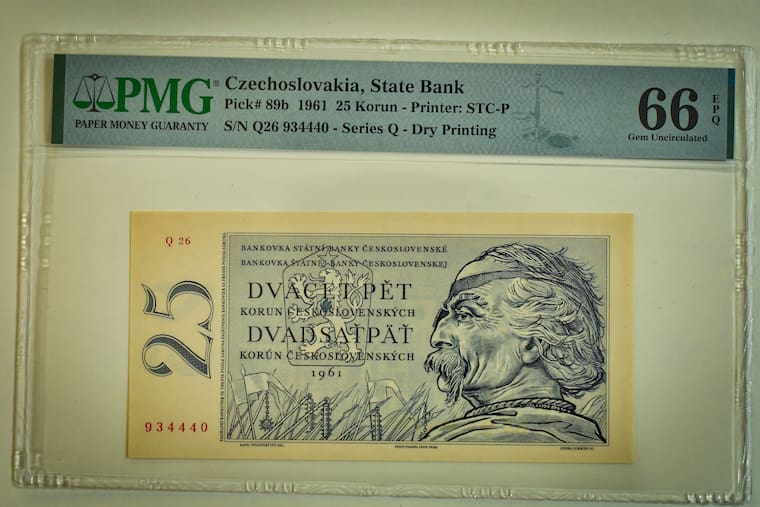 PMG®
PAPER MONEY GUARANTY
Czechoslovakia, State Bank
Pick# 89b 1961 25 Korun - Printer: STC-P
S/N Q26 934440 - Series Q - Dry Printing
66
EPQ
Gem Uncirculated
Q 26
25
934440
BANKOVKA STÁTNÍ BANKY ČESKOSLOVENSKÉ
BANKOVKA ŠTÁTNEJ BANKY ČESKOSLOVENSKEJ
DVACET PĚT
KORUN ČESKOSLOVENSKÝCH
DVADSAŤPÄŤ
KORÚN ČESKOSLOVENSKÝCH
1961